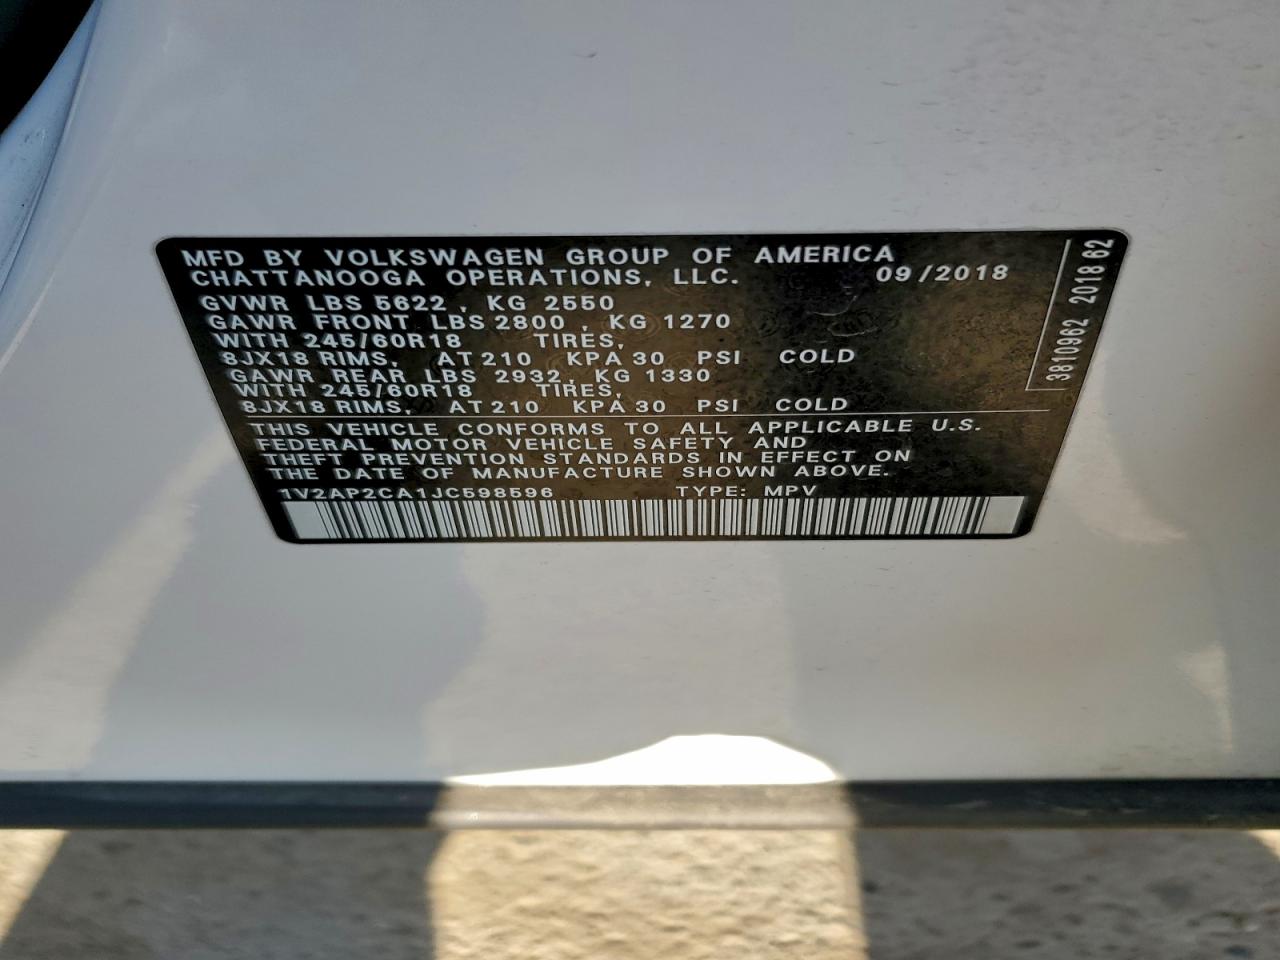 MFD BY VOLKSWAGEN GROUP OF AMERICA
CHATTANOOGA OPERATIONS, LLC. 09/2018
GVWR LBS 5622, KG 2550
GAWR FRONT LBS 2800, KG 1270
WITH 245/60R18 TIRES,
8JX18 RIMS, AT 210 KPA 30 PSI COLD
GAWR REAR LBS 2932, KG 1330
WITH 245/60R18 TIRES,
8JX18 RIMS, AT 210 KPA 30 PSI COLD
THIS VEHICLE CONFORMS TO ALL APPLICABLE U.S.
FEDERAL MOTOR VEHICLE SAFETY AND
THEFT PREVENTION STANDARDS IN EFFECT ON
THE DATE OF MANUFACTURE SHOWN ABOVE.
1V2AP2CA1JC598596 TYPE: MPV
3810962 2018 62